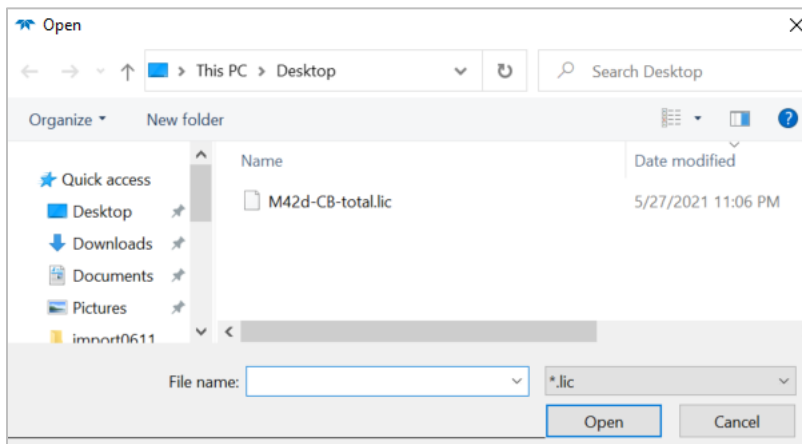 Open
This PC > Desktop
Search Desktop
Organize
New folder
Name
Date modified
Quick access
Desktop
Downloads
Documents
Pictures
import0611
M42d-CB-total.lic
5/27/2021 11:06 PM
File name:
*.lic
Open
Cancel